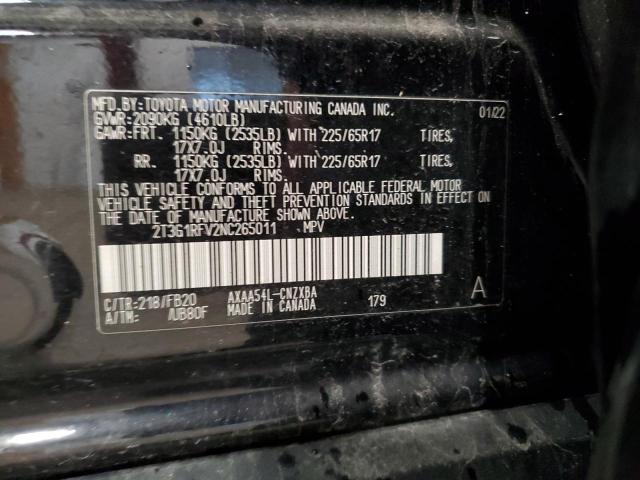 MFD.BY:TOYOTA MOTOR MANUFACTURING CANADA INC. 01/22
GVWR:2090KG (4610LB)
GAWR:FRT. 1150KG (2535LB) WITH 225/65R17 TIRES,
17X7.0J RIMS.
RR. 1150KG (2535LB) WITH 225/65R17 TIRES,
17X7.0J RIMS.
THIS VEHICLE CONFORMS TO ALL APPLICABLE FEDERAL MOTOR
VEHICLE SAFETY AND BUMPER STANDARDS IN EFFECT ON THE
DATE OF MANUFACTURE SHOWN ABOVE.
2T3G1RFV2NC265011 MPV
C/TR:218/FB20 AXAA54L-CNZXBA 179 A
A/TM: /UB80F MADE IN CANADA